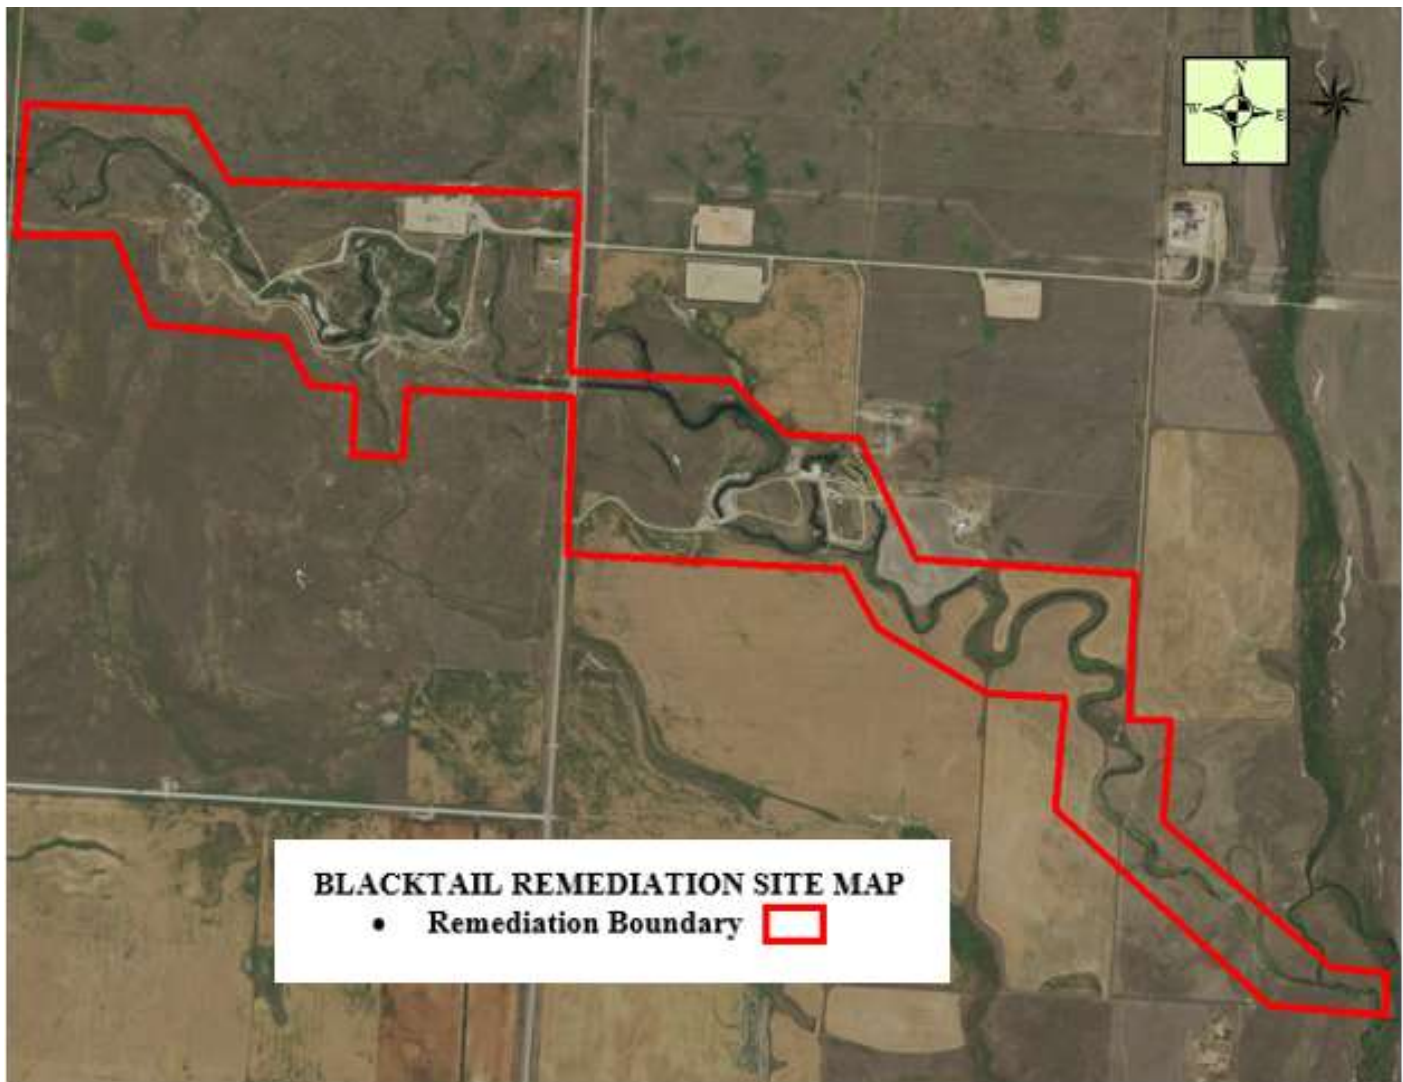 N
W E
S
BLACKTAIL REMEDIATION SITE MAP
• Remediation Boundary